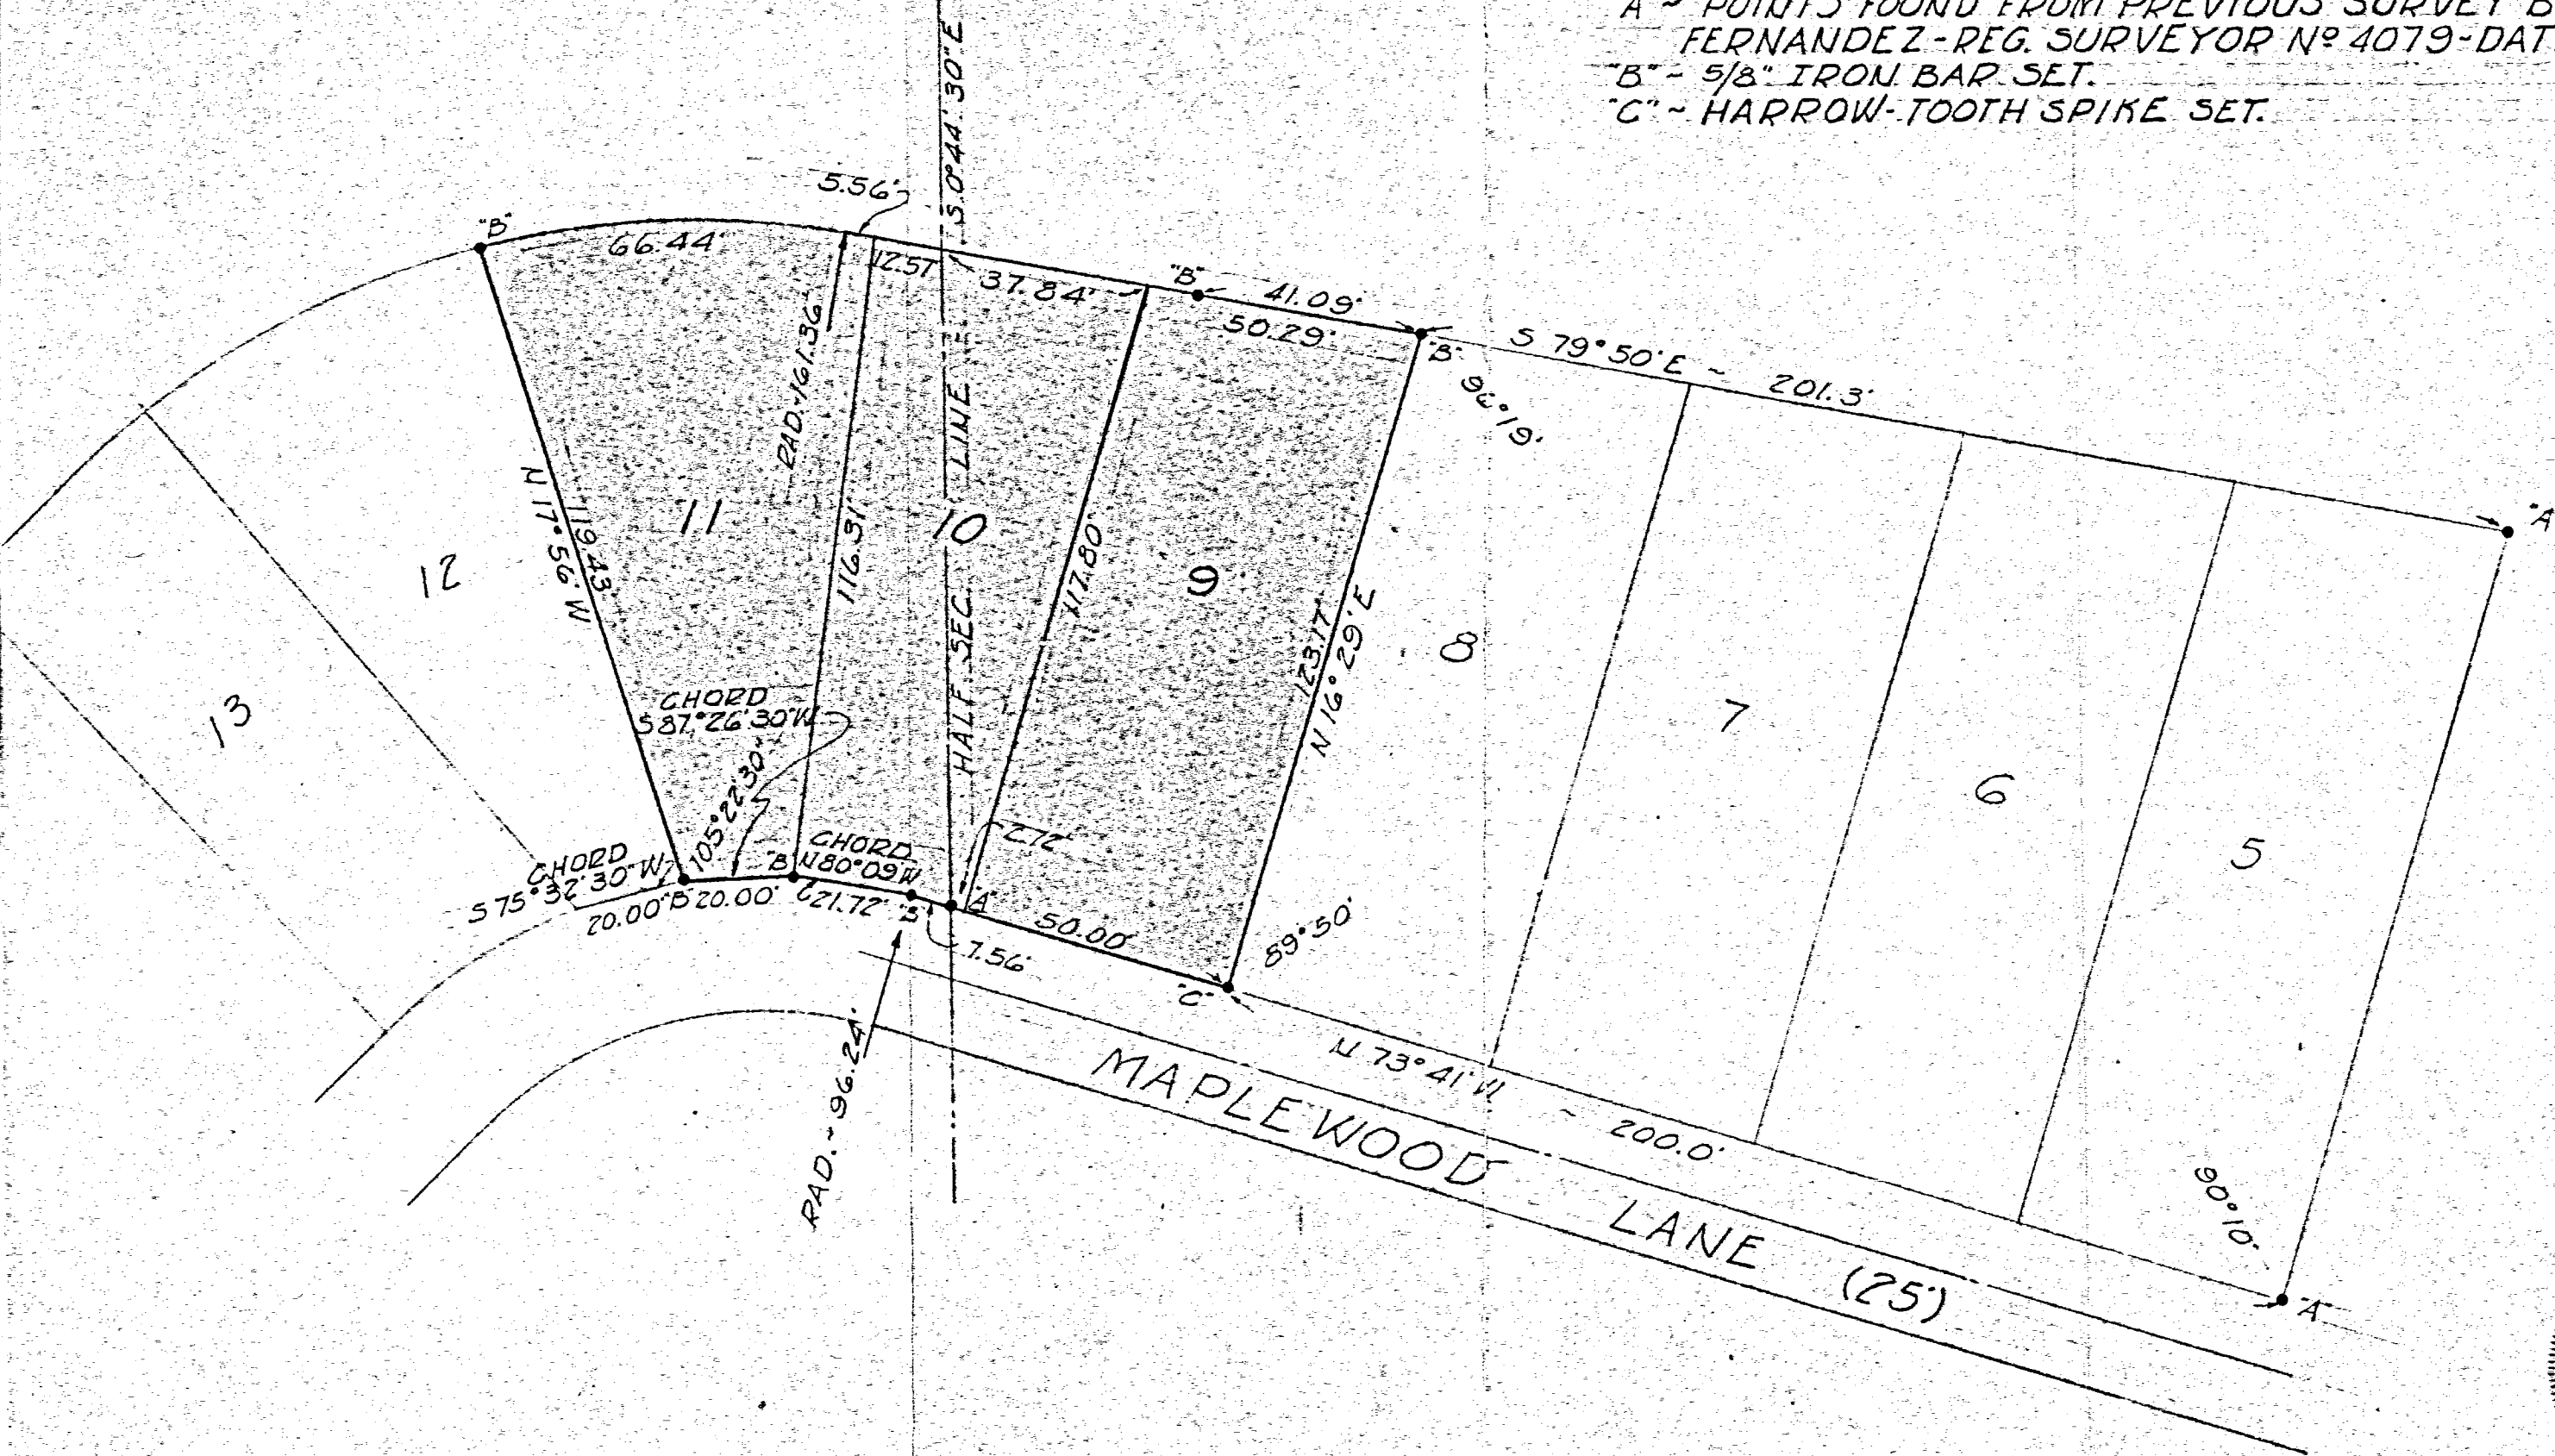 "A" ~ POINTS FOUND FROM PREVIOUS SURVEY B
FERNANDEZ-REG. SURVEYOR Nº 4079-DAT
"B" ~ 5/8" IRON BAR SET.
"C" ~ HARROW-TOOTH SPIKE SET.
S.0°44'30"E
5.56'
"B"
66.44'
12.57
37.84'
"B"
41.09'
50.29'
"B"
S 79°50'E ~ 201.3'
96°19'
"A
RAD.~161.36'
N 17°56'W
119.43'
11
116.31'
10
HALF SEC. LINE
117.80'
9
123.17'
N 16°29'E
12
13
8
7
6
5
CHORD
S 87°26'30"W
105°22'30"
CHORD
S 75°32'30"W
20.00'
"B"
20.00'
"B"
CHORD
N 80°09'W
21.72'
"B"
2.72'
"A"
7.56'
50.00'
"C"
89°50'
N 73°41'W ~ 200.0'
RAD.~96.24'
MAPLEWOOD LANE (25')
90°10'
"A"